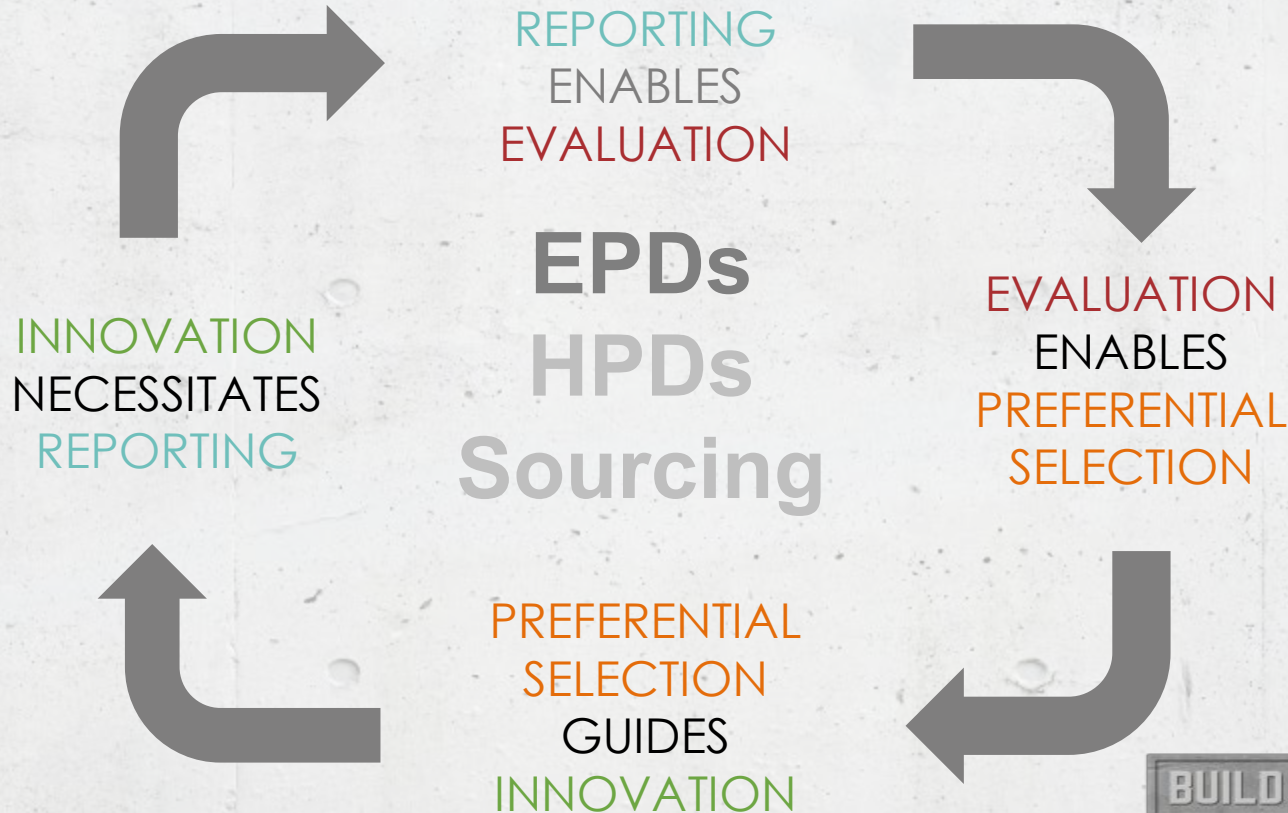 REPORTING
ENABLES
EVALUATION
EVALUATION
ENABLES
PREFERENTIAL
SELECTION
PREFERENTIAL
SELECTION
GUIDES
INNOVATION
INNOVATION
NECESSITATES
REPORTING
EPDs
HPDs
Sourcing
BUILD